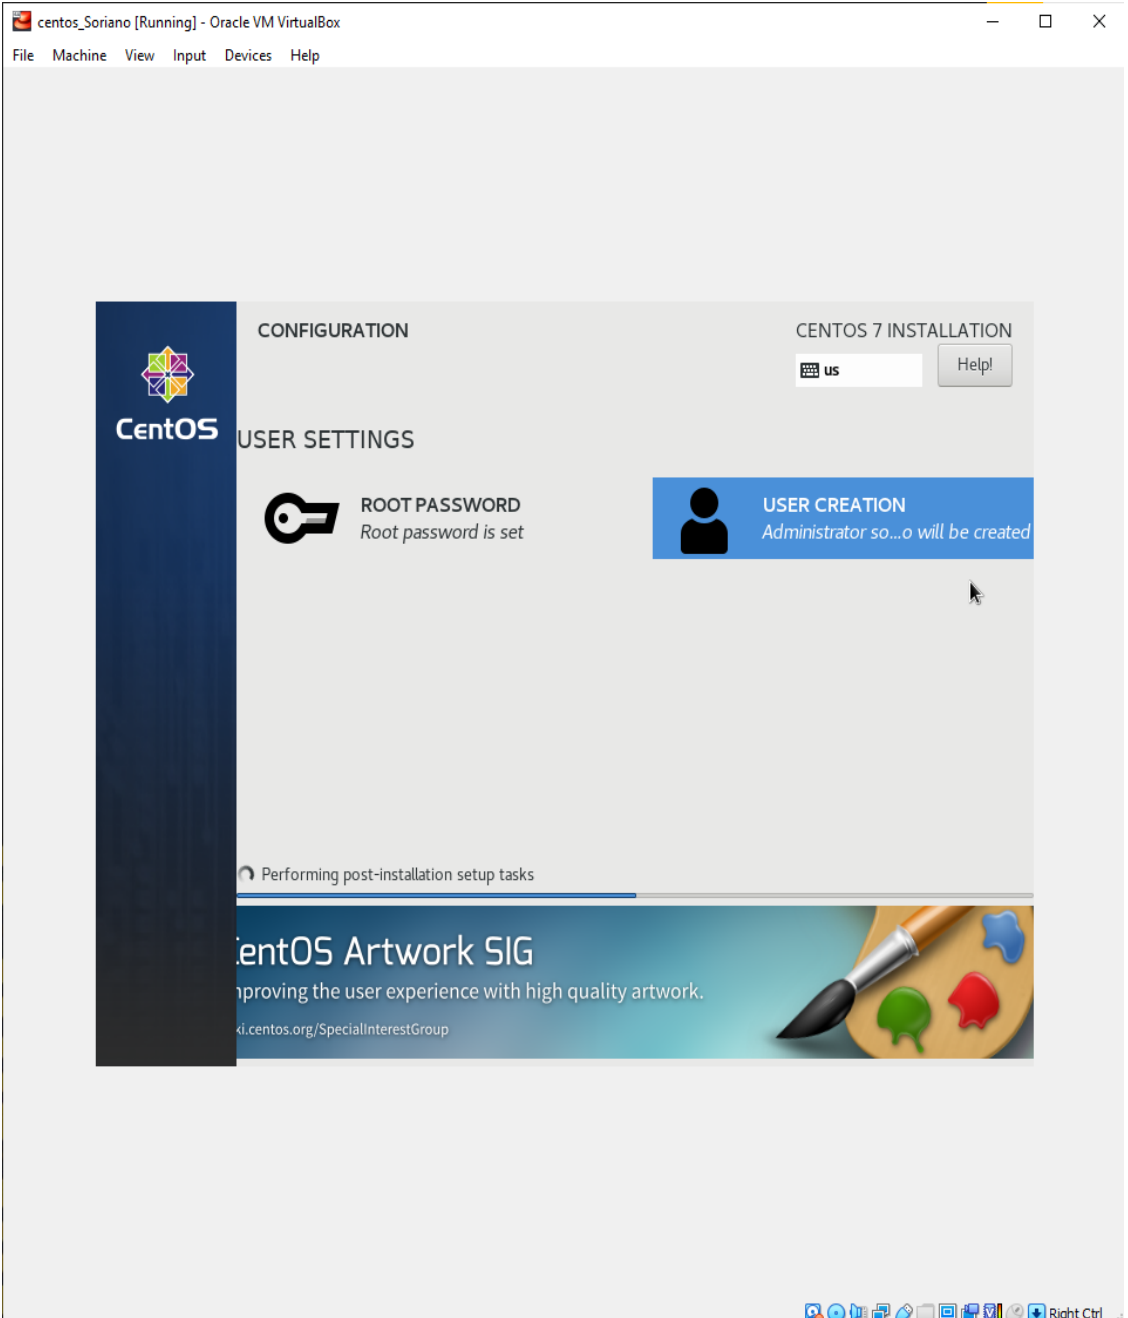 centos_Soriano [Running] - Oracle VM VirtualBox
File Machine View Input Devices Help
CONFIGURATION
CENTOS 7 INSTALLATION
us
Help!
CentOS
USER SETTINGS
ROOT PASSWORD
Root password is set
USER CREATION
Administrator so...o will be created
Performing post-installation setup tasks
entOS Artwork SIG
mproving the user experience with high quality artwork.
ki.centos.org/SpecialInterestGroup
Right Ctrl